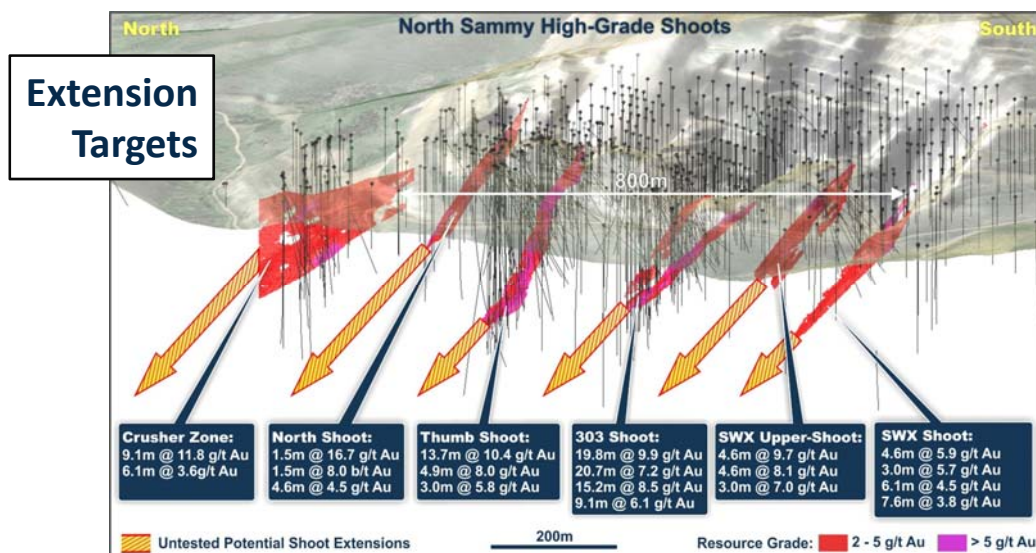 North
North Sammy High-Grade Shoots
South
Extension
Targets
800m
Crusher Zone:
9.1m @ 11.8 g/t Au
6.1m @ 3.6g/t Au
North Shoot:
1.5m @ 16.7 g/t Au
1.5m @ 8.0 b/t Au
4.6m @ 4.5 g/t Au
Thumb Shoot:
13.7m @ 10.4 g/t Au
4.9m @ 8.0 g/t Au
3.0m @ 5.8 g/t Au
303 Shoot:
19.8m @ 9.9 g/t Au
20.7m @ 7.2 g/t Au
15.2m @ 8.5 g/t Au
9.1m @ 6.1 g/t Au
SWX Upper-Shoot:
4.6m @ 9.7 g/t Au
4.6m @ 8.1 g/t Au
3.0m @ 7.0 g/t Au
SWX Shoot:
4.6m @ 5.9 g/t Au
3.0m @ 5.7 g/t Au
6.1m @ 4.5 g/t Au
7.6m @ 3.8 g/t Au
Untested Potential Shoot Extensions
200m
Resource Grade: 2 - 5 g/t Au > 5 g/t Au